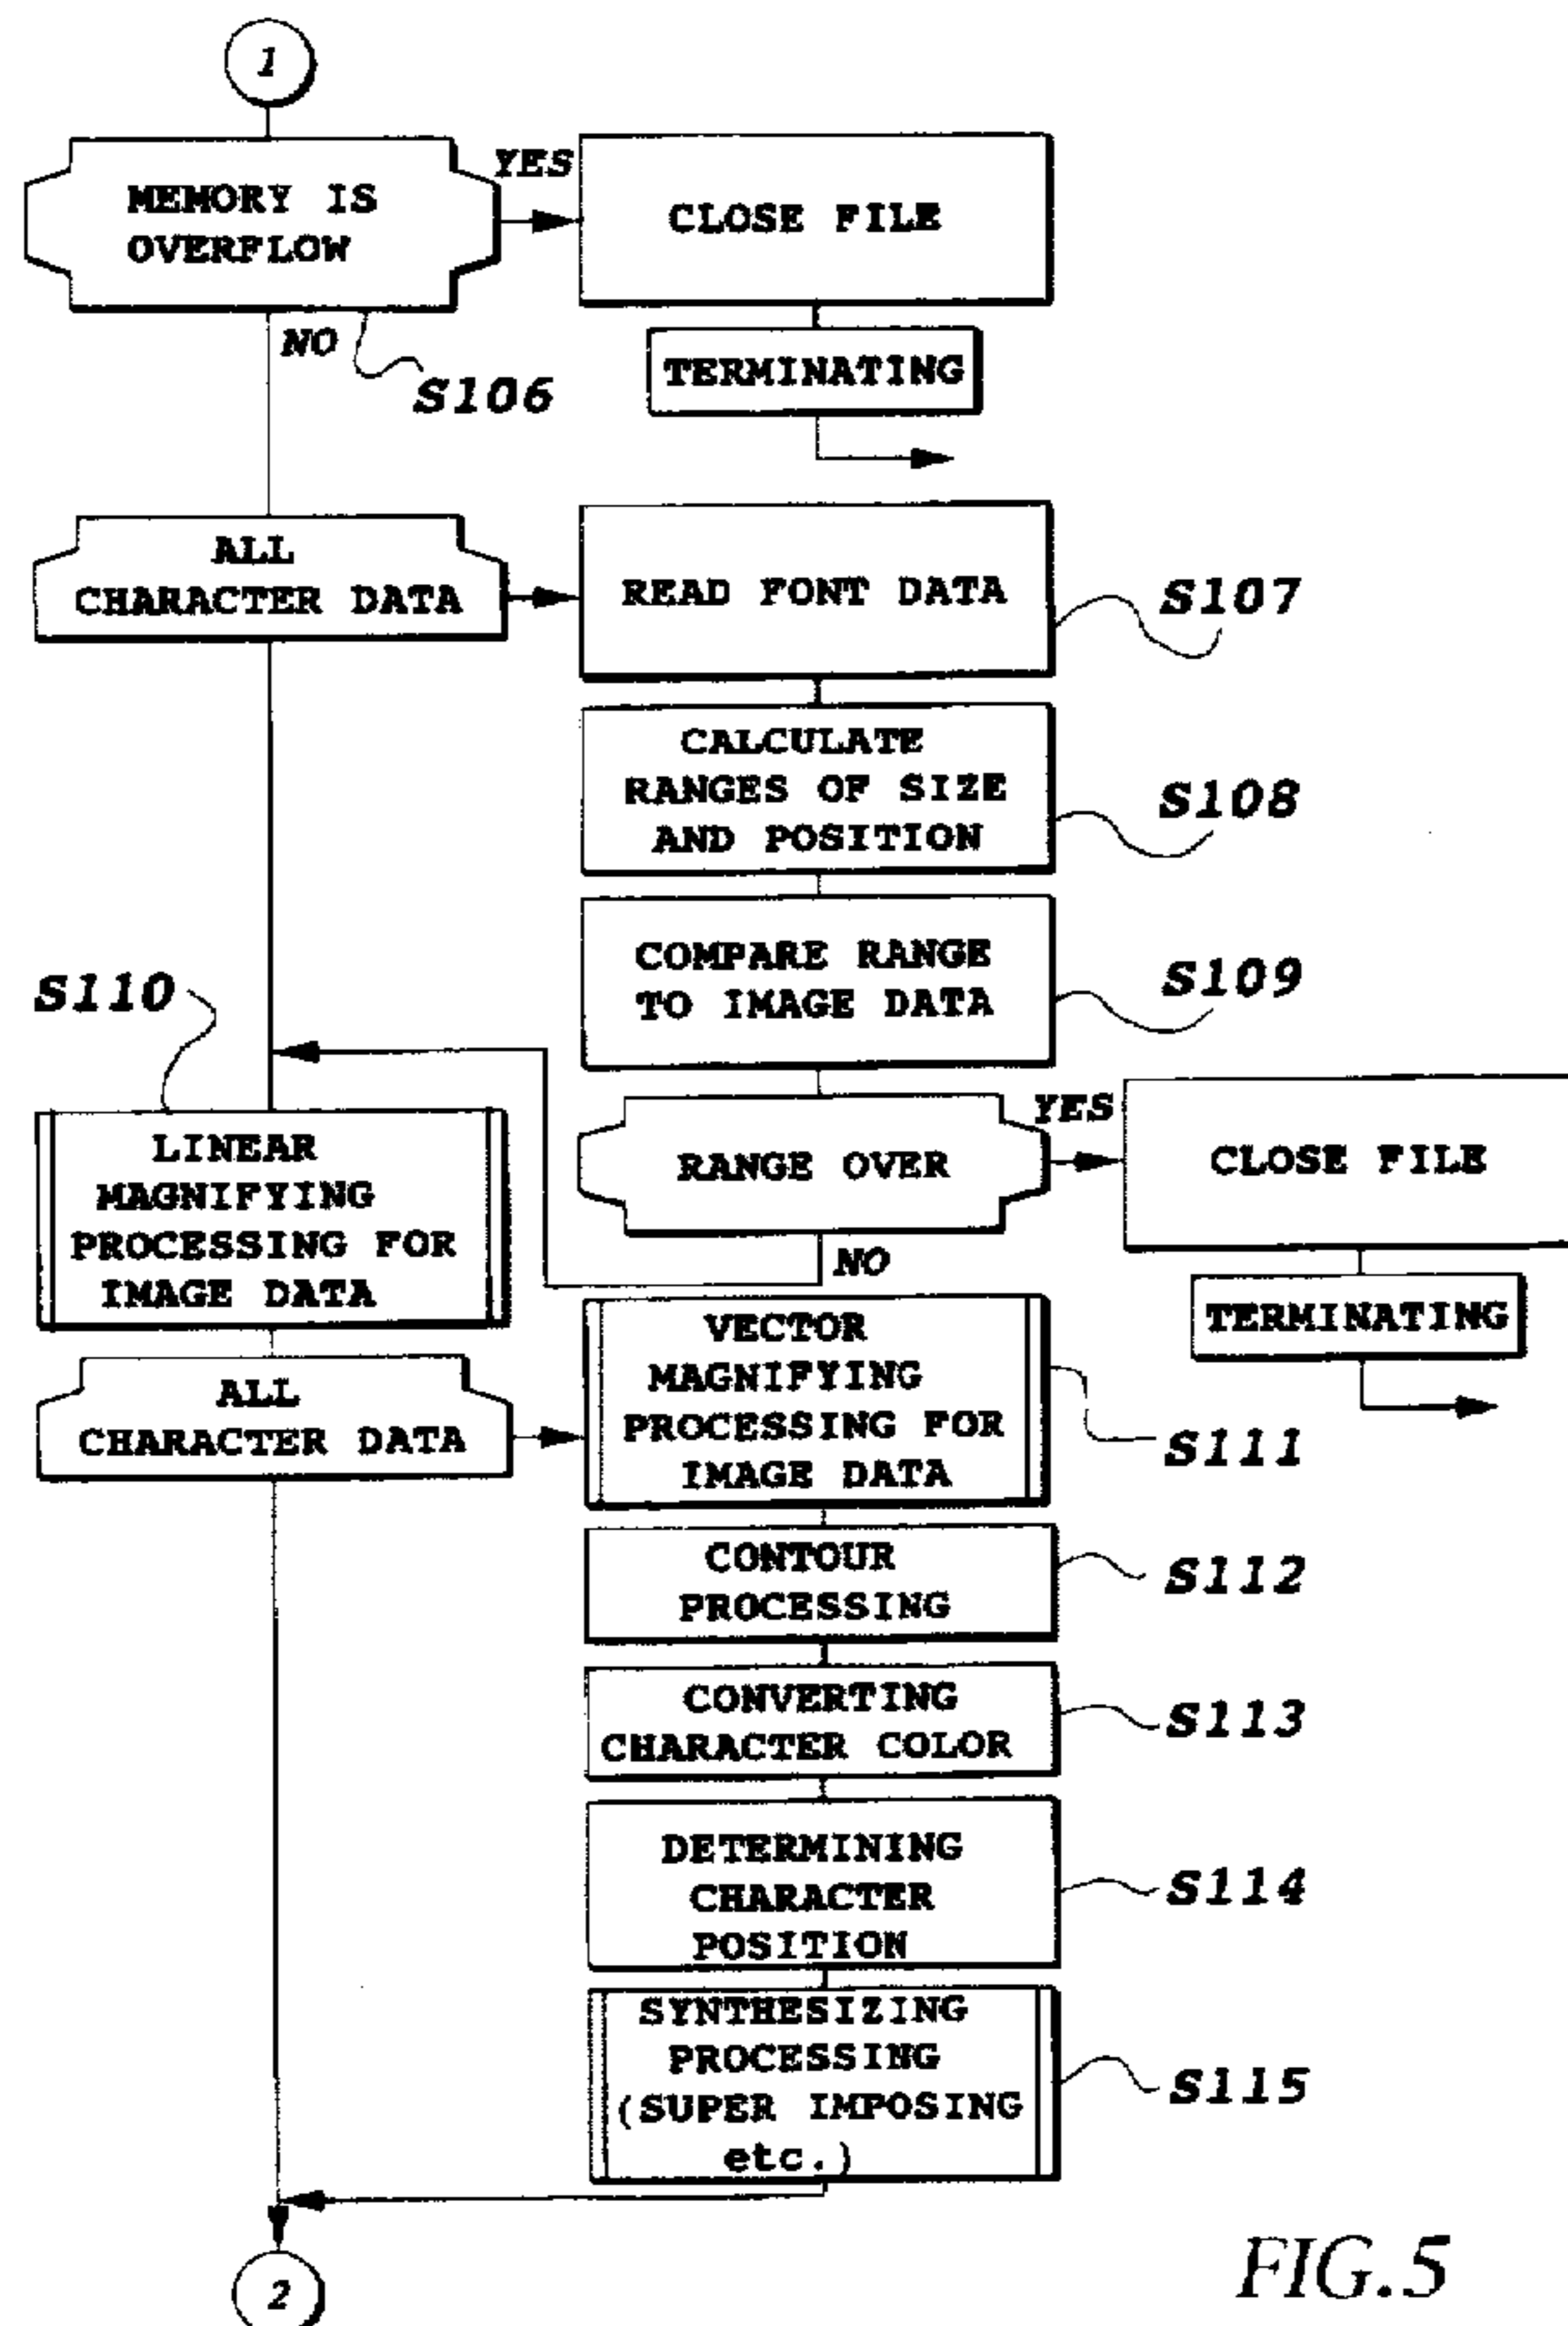 1
MEMORY IS
OVERFLOW
YES
CLOSE FILE
NO
S106
TERMINATING
ALL
CHARACTER DATA
READ FONT DATA
S107
CALCULATE
RANGES OF SIZE
AND POSITION
S108
COMPARE RANGE
TO IMAGE DATA
S109
S110
LINEAR
MAGNIFYING
PROCESSING FOR
IMAGE DATA
RANGE OVER
YES
CLOSE FILE
NO
TERMINATING
ALL
CHARACTER DATA
VECTOR
MAGNIFYING
PROCESSING FOR
IMAGE DATA
S111
CONTOUR
PROCESSING
S112
CONVERTING
CHARACTER COLOR
S113
DETERMINING
CHARACTER
POSITION
S114
SYNTHESIZING
PROCESSING
(SUPER IMPOSING
etc.)
S115
2
FIG.5